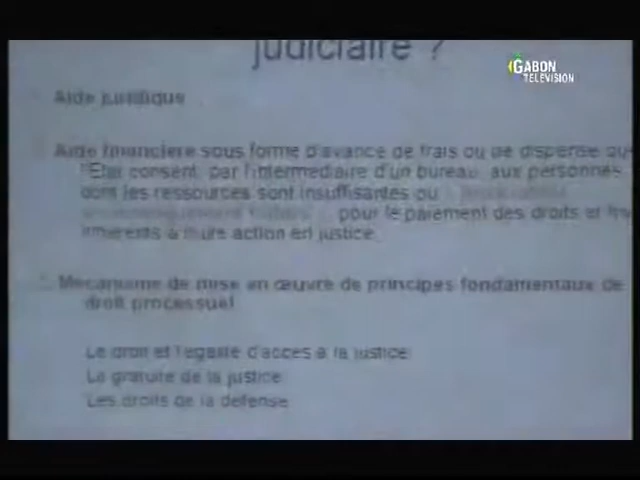 judiciaire ?
GABON
TELEVISION
Aide juridique
Aide financière sous forme d'avance de frais ou de dispense que
l'Etat consent, par l'intermédiaire d'un bureau, aux personnes
dont les ressources sont insuffisantes ou
pour le paiement des droits et
inhérents à toute action en justice
Mécanisme de mise en œuvre de principes fondamentaux de
droit processuel
Le droit et l'égalité d'accès à la justice
La gratuité de la justice
Les droits de la défense